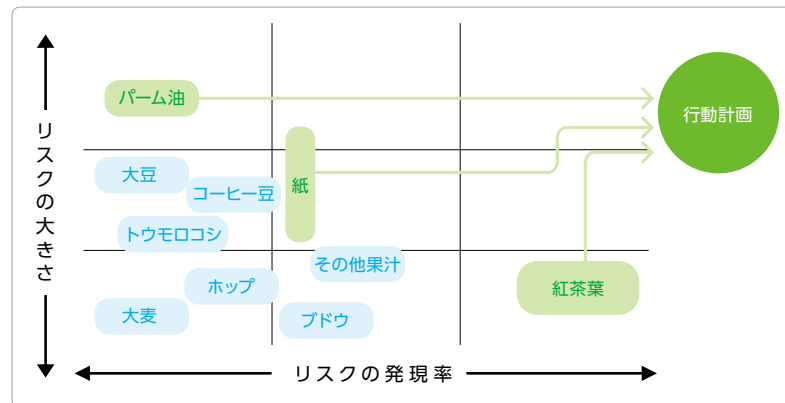 パーム油
行動計画
リスクの大きさ
大豆
コーヒー豆
紙
トウモロコシ
その他果汁
ホップ
紅茶葉
大麦
ブドウ
リスクの発現率